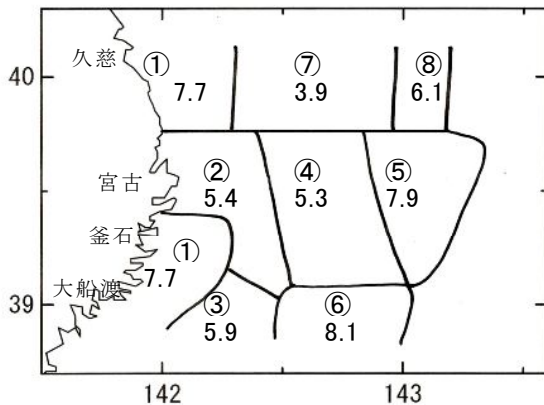 久慈 ① ⑦ ⑧
40 7.7 3.9 6.1
宮古 ② ④ ⑤
5.4 5.3 7.9
釜石 ①
7.7
大船渡
39 ③ ⑥
5.9 8.1
142 143